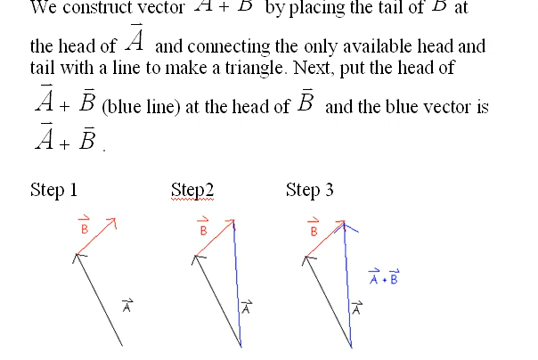 We construct vector A⃗ + B⃗ by placing the tail of B⃗ at
the head of A⃗ and connecting the only available head and
tail with a line to make a triangle. Next, put the head of
A⃗ + B⃗ (blue line) at the head of B⃗ and the blue vector is
A⃗ + B⃗ .
Step 1 Step2 Step 3
B⃗ B⃗ B⃗
A⃗ + B⃗
A⃗ A⃗ A⃗